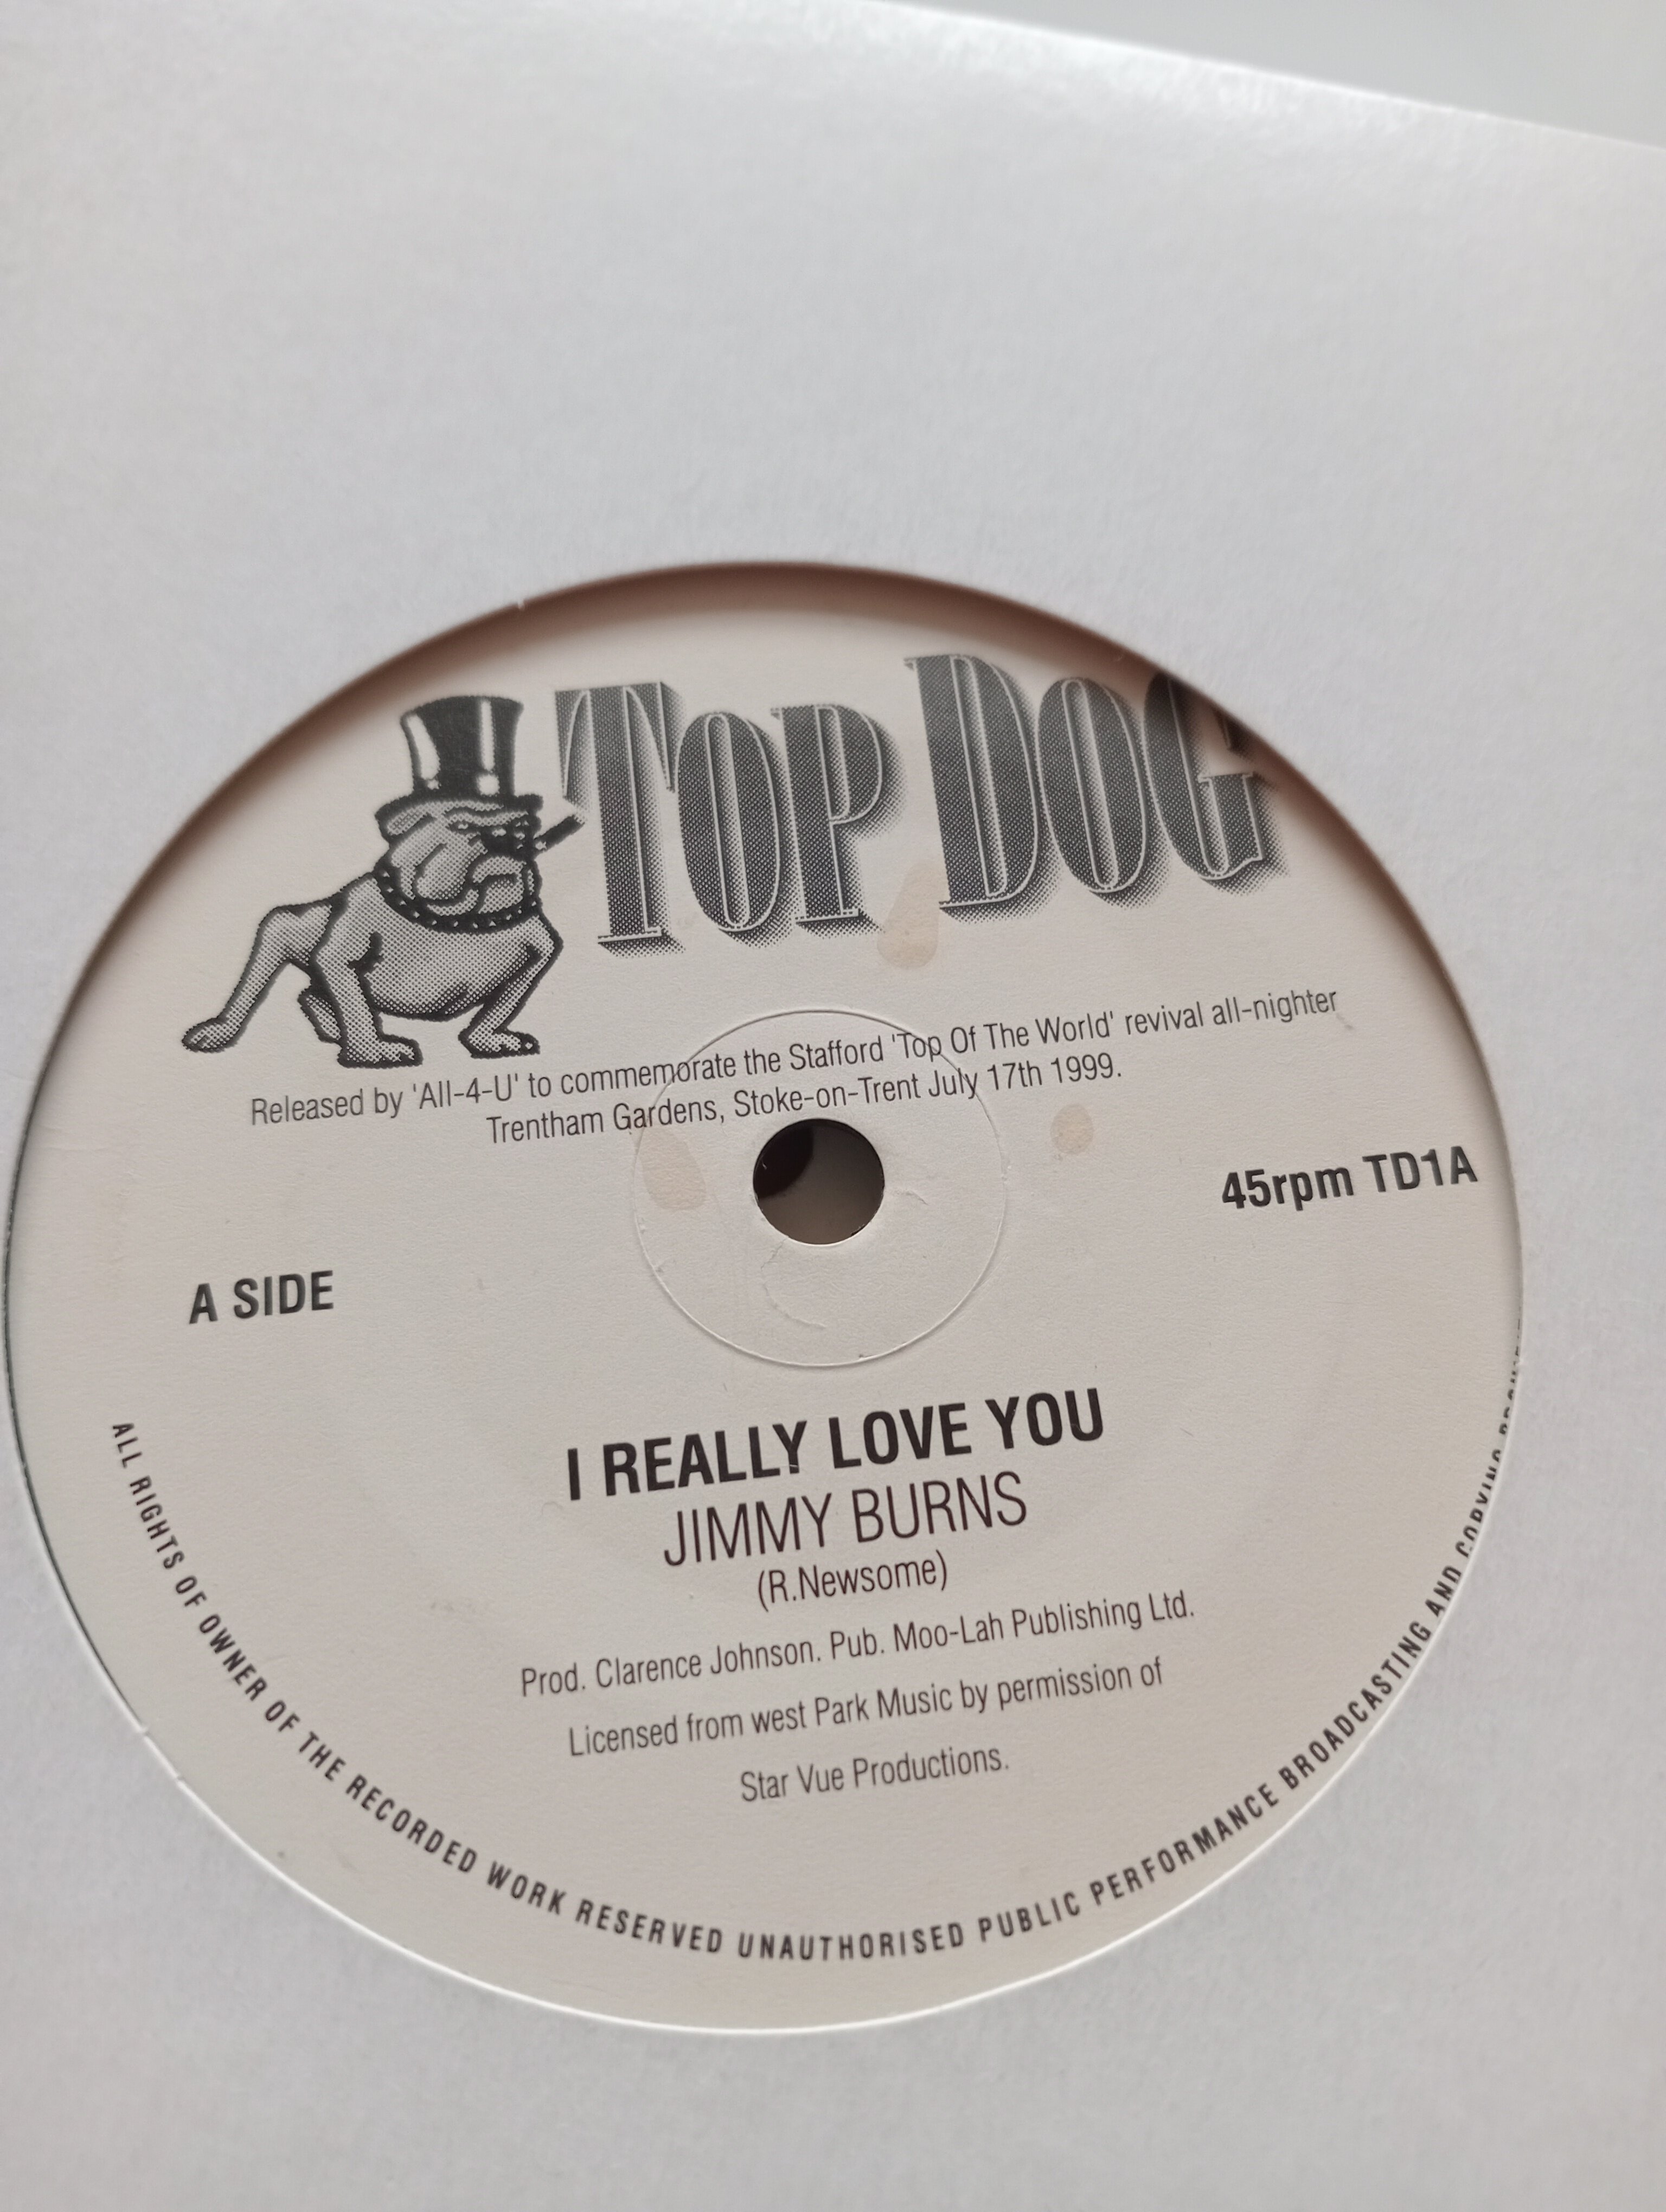 TOP DOG
Released by 'All-4-U' to commemorate the Stafford 'Top Of The World' revival all-nighter
Trentham Gardens, Stoke-on-Trent July 17th 1999.
45rpm TD1A
A SIDE
I REALLY LOVE YOU
JIMMY BURNS
(R.Newsome)
Prod. Clarence Johnson. Pub. Moo-Lah Publishing Ltd.
Licensed from west Park Music by permission of
Star Vue Productions.
ALL RIGHTS OF OWNER OF THE RECORDED WORK RESERVED UNAUTHORISED PUBLIC PERFORMANCE BROADCASTING AND COPYING